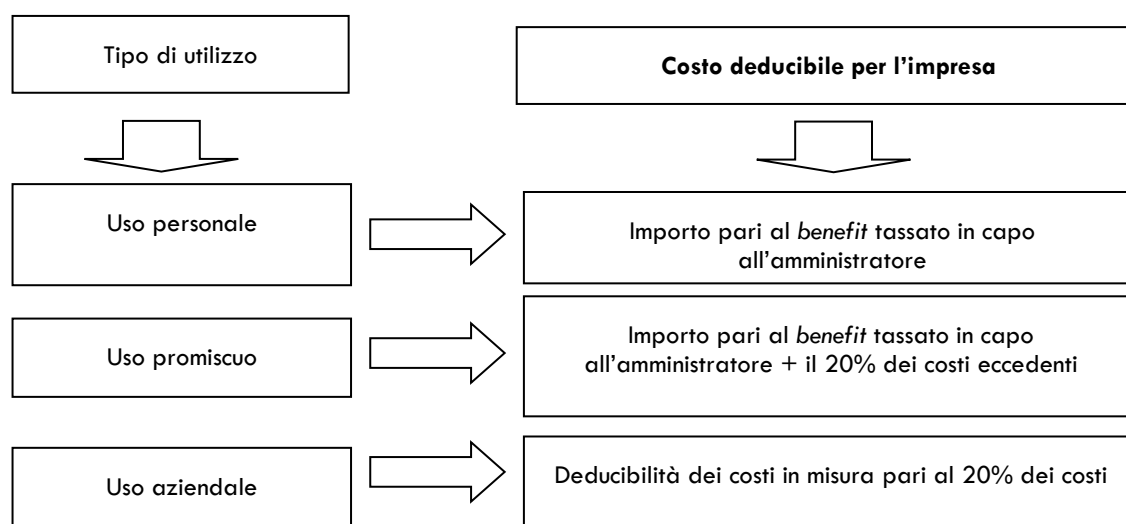 Tipo di utilizzo
Costo deducibile per l’impresa
Uso personale
Importo pari al benefit tassato in capo
all’amministratore
Uso promiscuo
Importo pari al benefit tassato in capo
all’amministratore + il 20% dei costi eccedenti
Uso aziendale
Deducibilità dei costi in misura pari al 20% dei costi